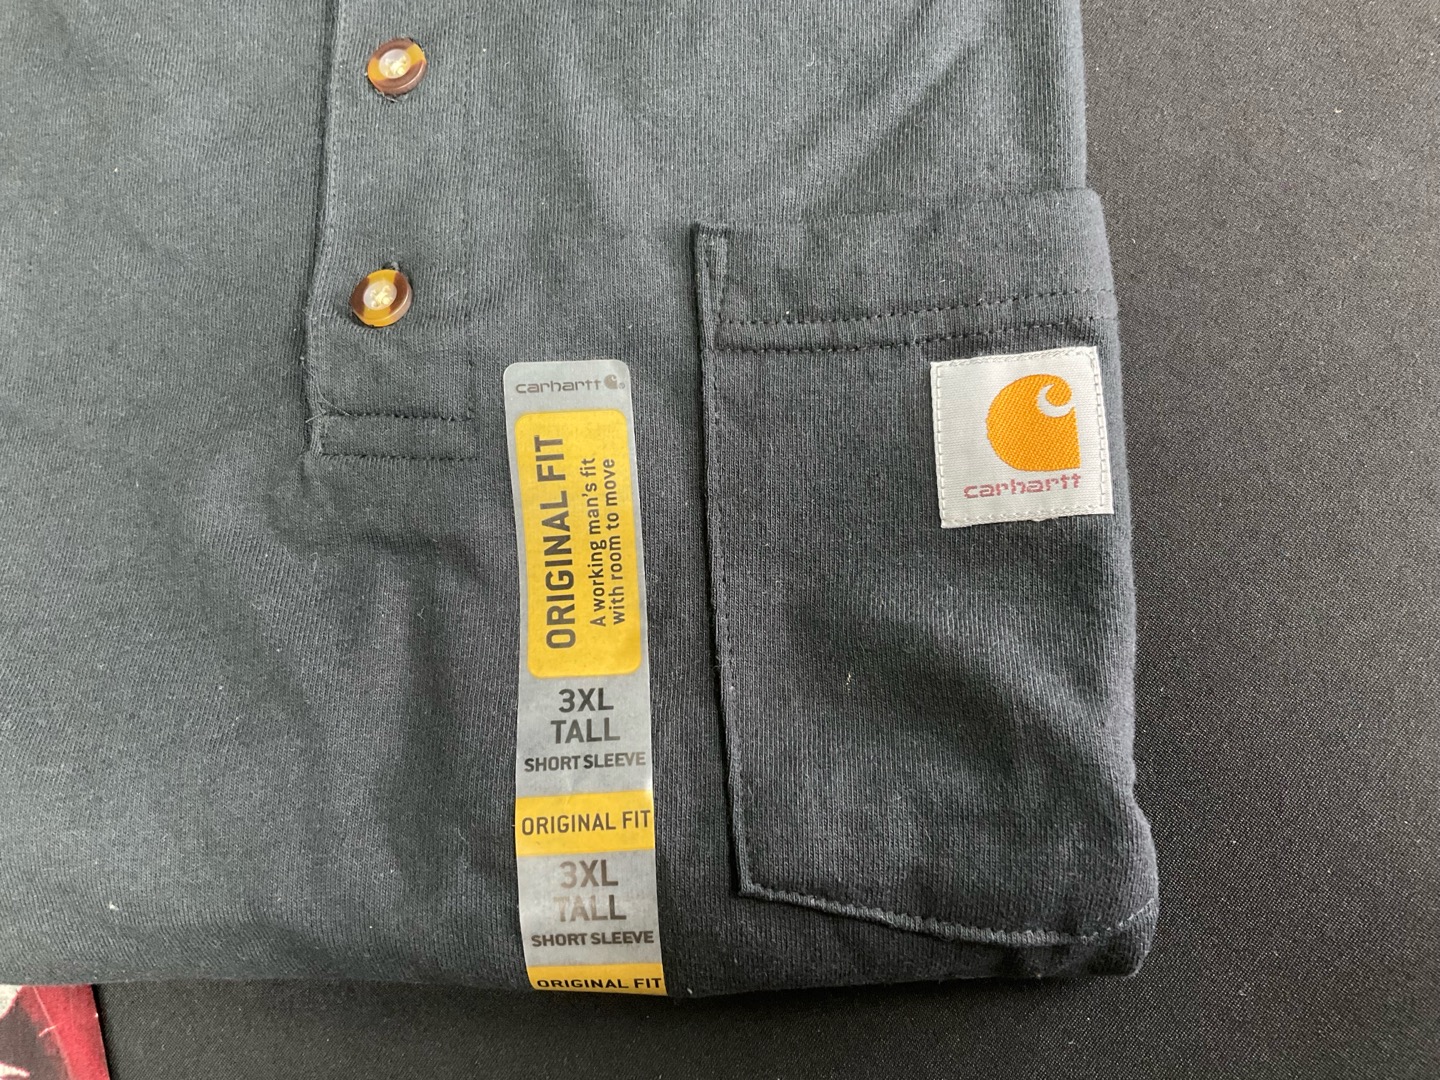 carhartt
ORIGINAL FIT
A working man's fit
with room to move
3XL
TALL
SHORT SLEEVE
ORIGINAL FIT
3XL
TALL
SHORT SLEEVE
ORIGINAL FIT
carhartt